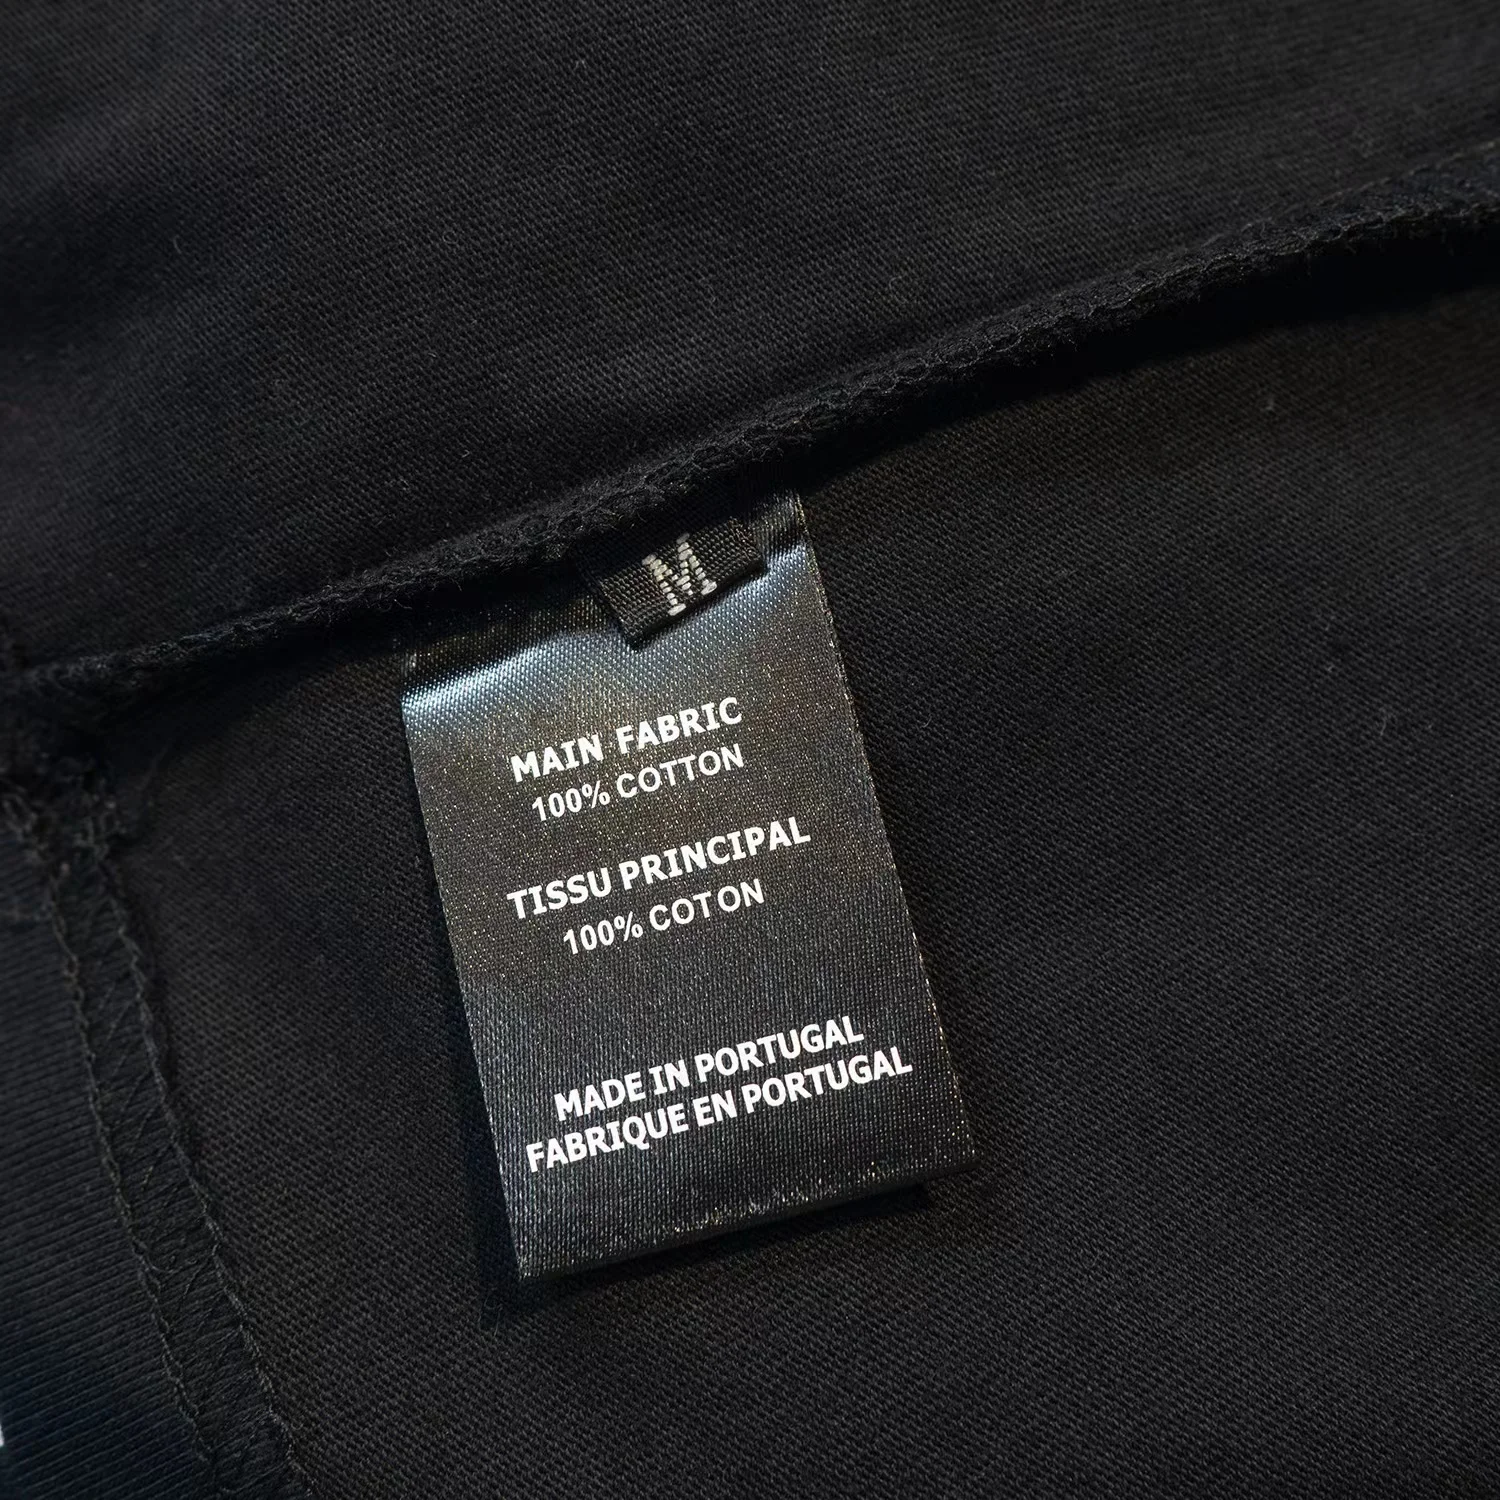 M
MAIN FABRIC
100% COTTON
TISSU PRINCIPAL
100% COTON
MADE IN PORTUGAL
FABRIQUE EN PORTUGAL